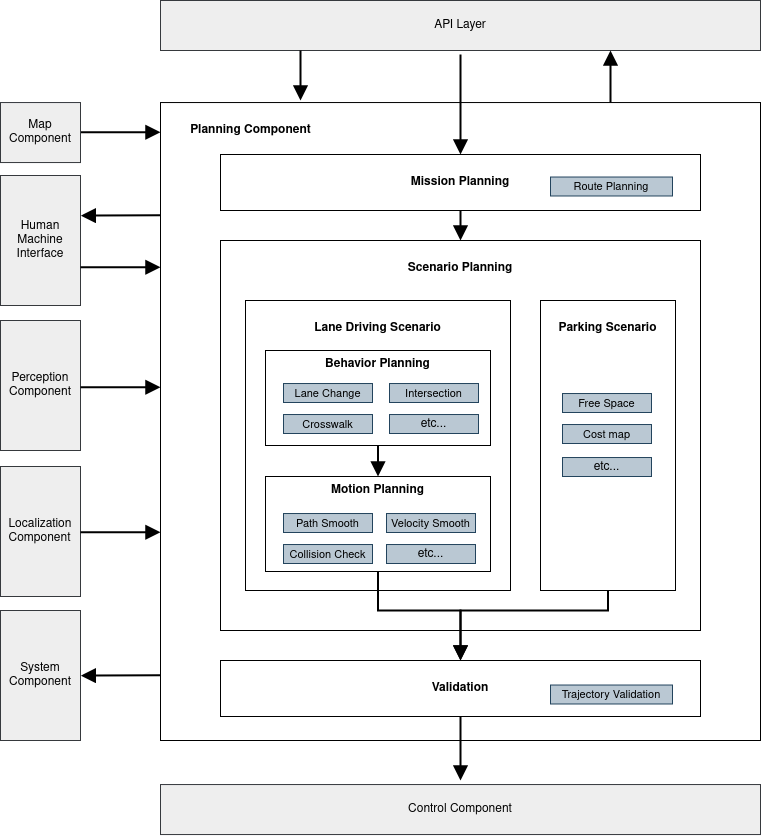 API Layer
Map
Component
Planning Component
Mission Planning
Route Planning
Human
Machine
Interface
Scenario Planning
Lane Driving Scenario
Parking Scenario
Behavior Planning
Lane Change
Intersection
Crosswalk
etc...
Free Space
Cost map
etc...
Perception
Component
Motion Planning
Path Smooth
Velocity Smooth
Collision Check
etc...
Localization
Component
System
Component
Validation
Trajectory Validation
Control Component